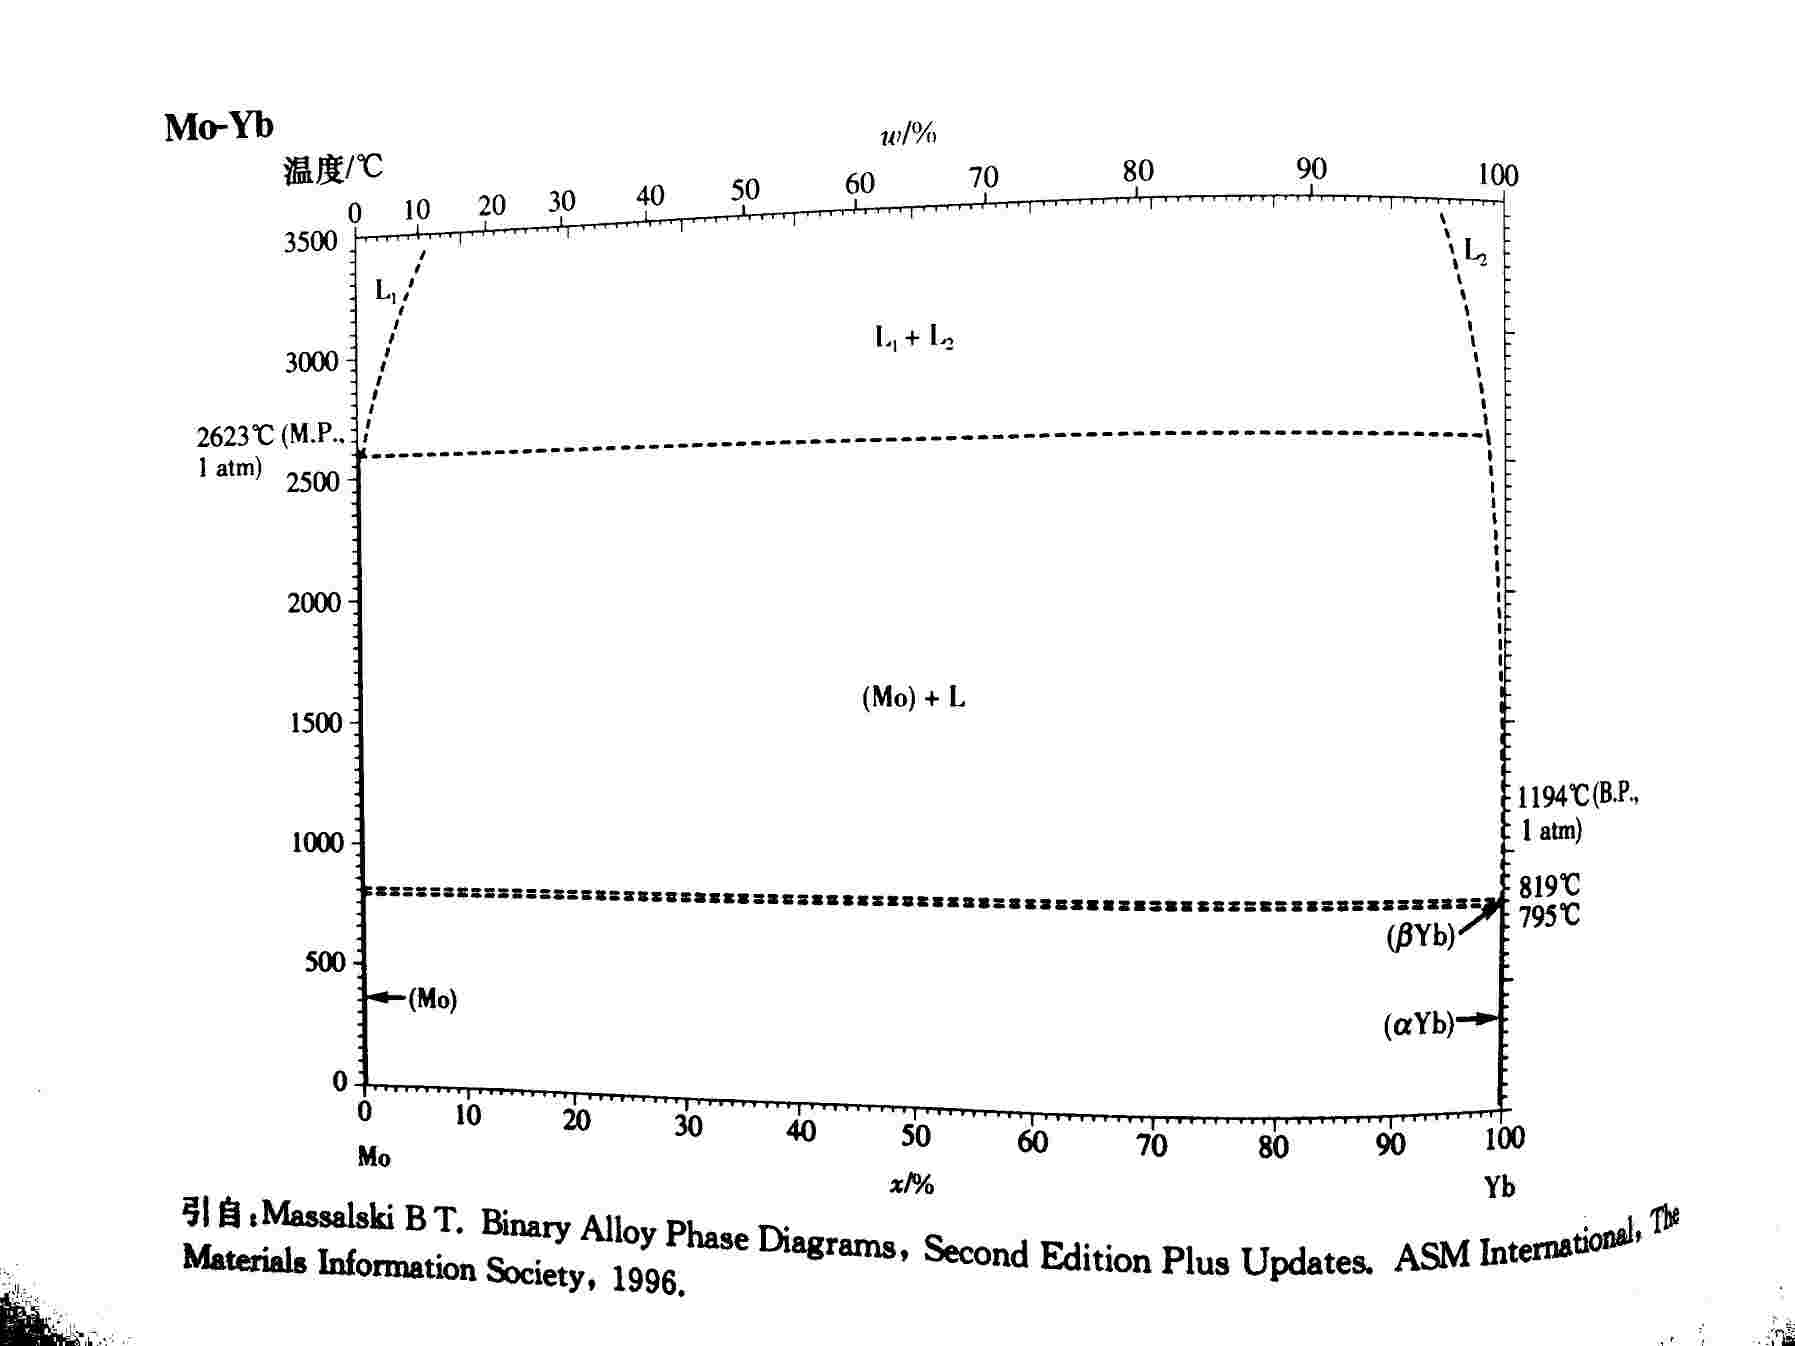 Mo-Yb
w/%
温度/℃
0 10 20 30 40 50 60 70 80 90 100
3500
L₁
L₂
L₁ + L₂
3000
2623℃ (M.P.,
1 atm)
2500
2000
(Mo) + L
1500
1194℃ (B.P.,
1 atm)
1000
819℃
795℃
(βYb)
500
(Mo)
(αYb)
0
0 10 20 30 40 50 60 70 80 90 100
Mo
x/%
Yb
引自:Massalski B T. Binary Alloy Phase Diagrams, Second Edition Plus Updates. ASM International, The
Materials Information Society, 1996.